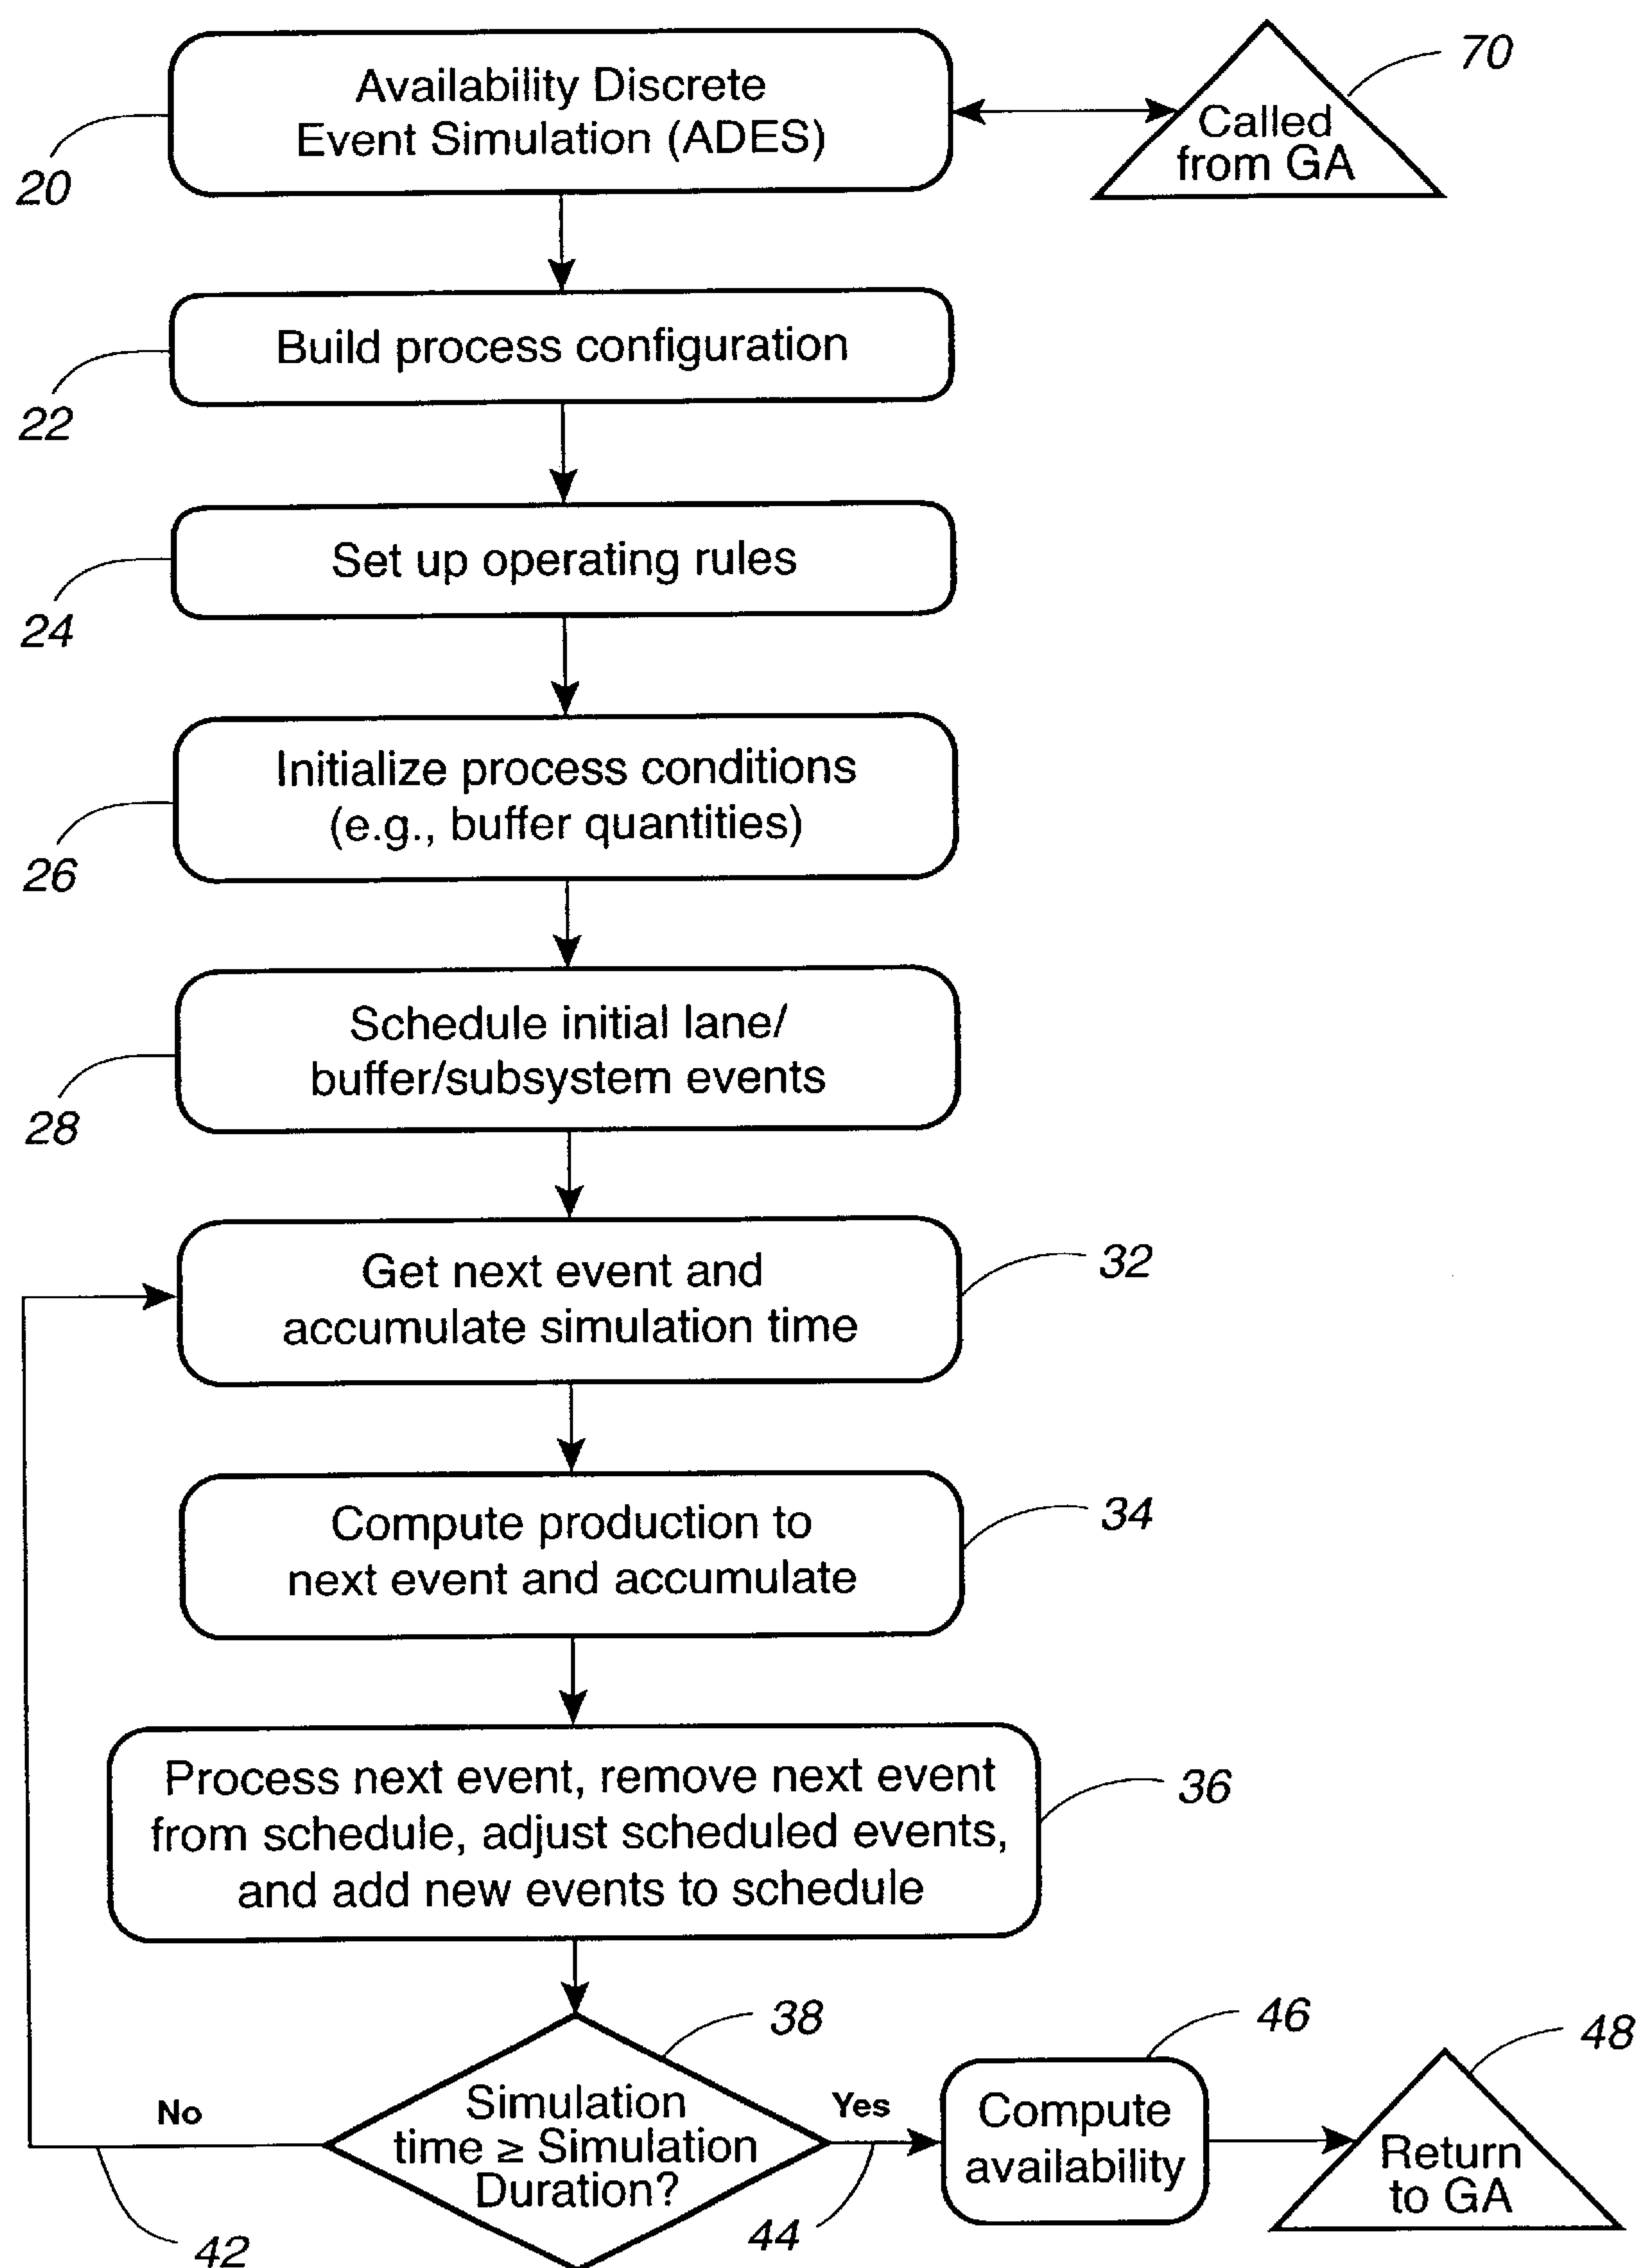 Availability Discrete
Event Simulation (ADES)
20
Called
from GA
70
Build process configuration
22
Set up operating rules
24
Initialize process conditions
(e.g., buffer quantities)
26
Schedule initial lane/
buffer/subsystem events
28
Get next event and
accumulate simulation time
32
Compute production to
next event and accumulate
34
Process next event, remove next event
from schedule, adjust scheduled events,
and add new events to schedule
36
Simulation
time ≥ Simulation
Duration?
38
No
42
Yes
44
Compute
availability
46
Return
to GA
48